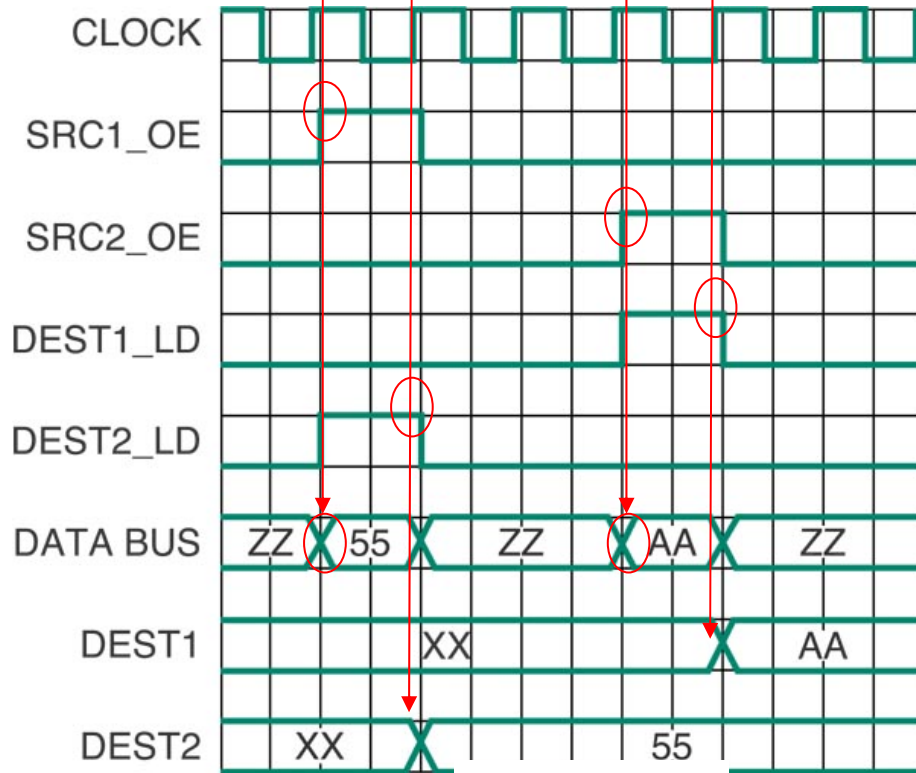 CLOCK
SRC1_OE
SRC2_OE
DEST1_LD
DEST2_LD
DATA BUS ZZ 55 ZZ AA ZZ
DEST1 XX AA
DEST2 XX 55